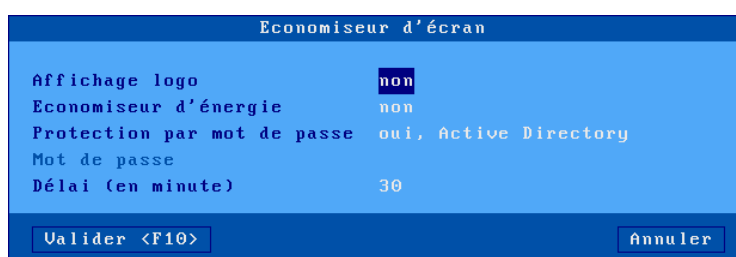 Economiseur d'écran
Affichage logo non
Economiseur d'énergie non
Protection par mot de passe oui, Active Directory
Mot de passe
Délai (en minute) 30
Valider <F10> Annuler